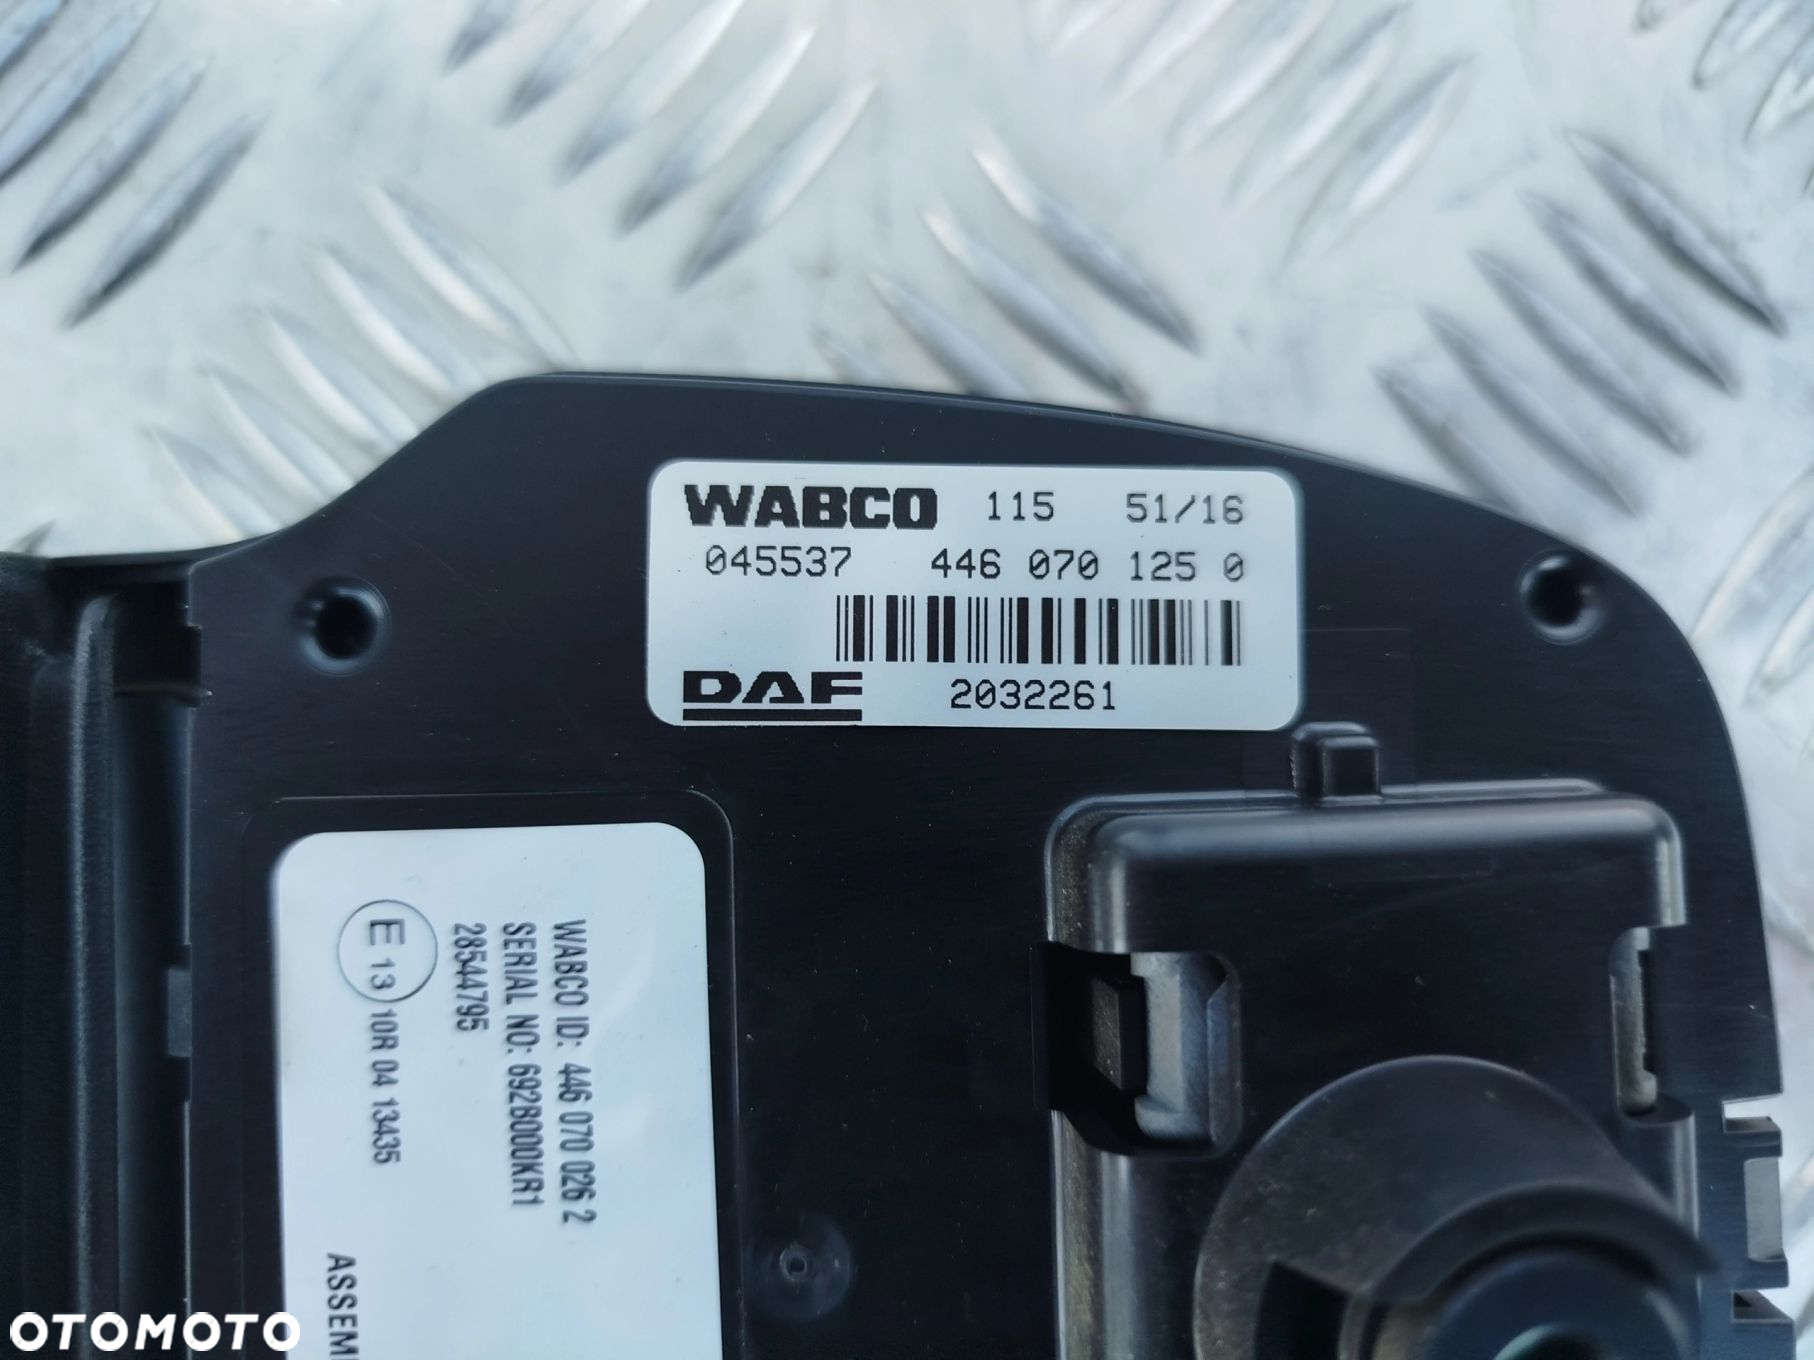 WABCO 115 51/16
045537 446 070 125 0
DAF 2032261
WABCO ID: 446 070 026 2
SERIAL NO: 692B000KR1
28544795
E 13 10R 04 13435
OTOMOTO